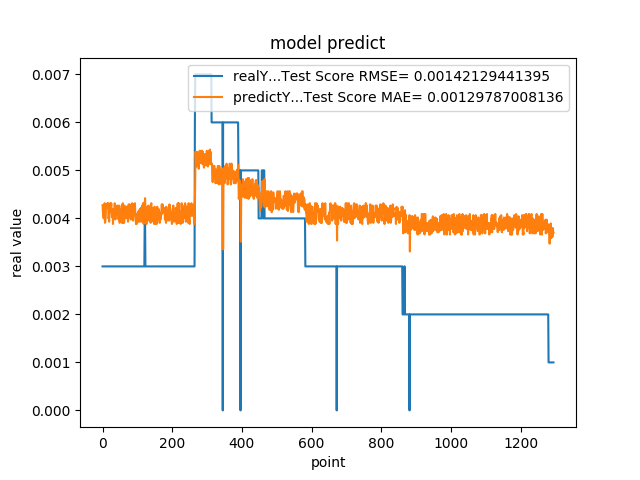 model predict
realY...Test Score RMSE= 0.00142129441395
predictY...Test Score MAE= 0.00129787008136
0.007
0.006
0.005
0.004
0.003
0.002
0.001
0.000
real value
0 200 400 600 800 1000 1200
point